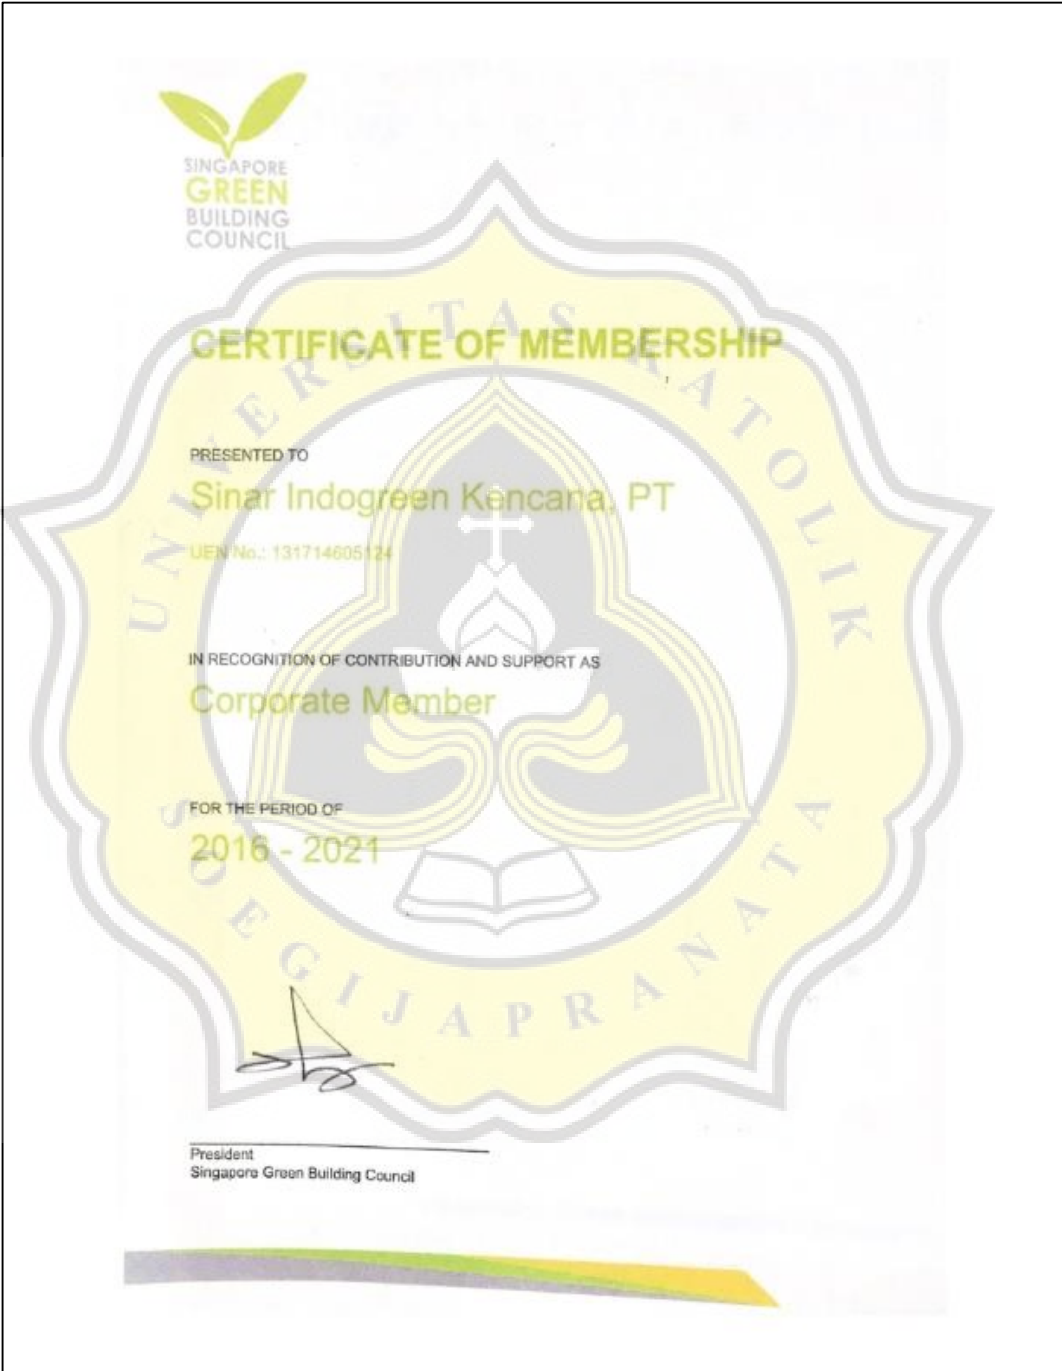 SINGAPORE
GREEN
BUILDING
COUNCIL
UNIVERSITAS KATOLIK
SOEGIJAPRANATA
CERTIFICATE OF MEMBERSHIP
PRESENTED TO
Sinar Indogreen Kencana, PT
UEN No.: 131714605124
IN RECOGNITION OF CONTRIBUTION AND SUPPORT AS
Corporate Member
FOR THE PERIOD OF
2016 - 2021
President
Singapore Green Building Council